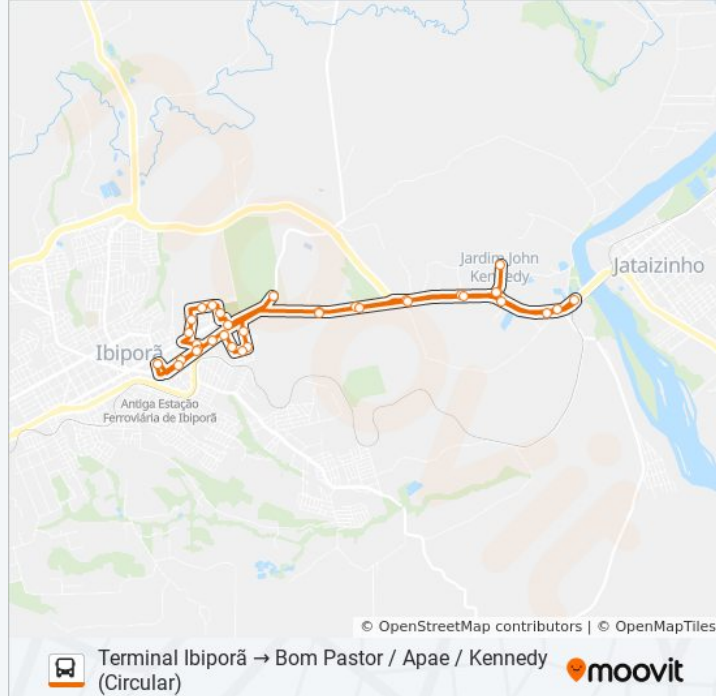 Jardim John
Kennedy
Jataizinho
Ibiporã
Antiga Estação
Ferroviária de Ibiporã
© OpenStreetMap contributors | © OpenMapTiles
Terminal Ibiporã → Bom Pastor / Apae / Kennedy
(Circular)
moovit